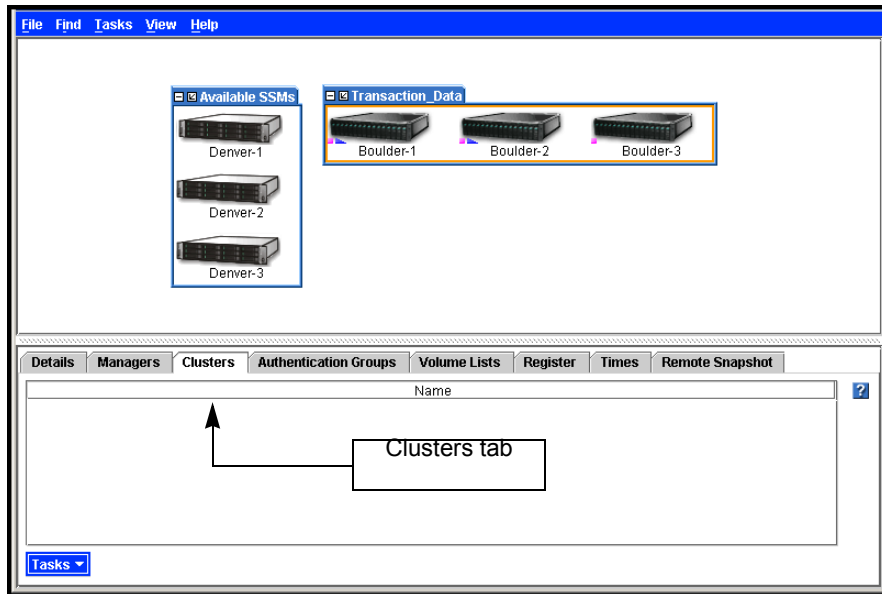 File Find Tasks View Help
Available SSMs
Denver-1
Denver-2
Denver-3
Transaction_Data
Boulder-1 Boulder-2 Boulder-3
Details Managers Clusters Authentication Groups Volume Lists Register Times Remote Snapshot
Name
?
Clusters tab
Tasks